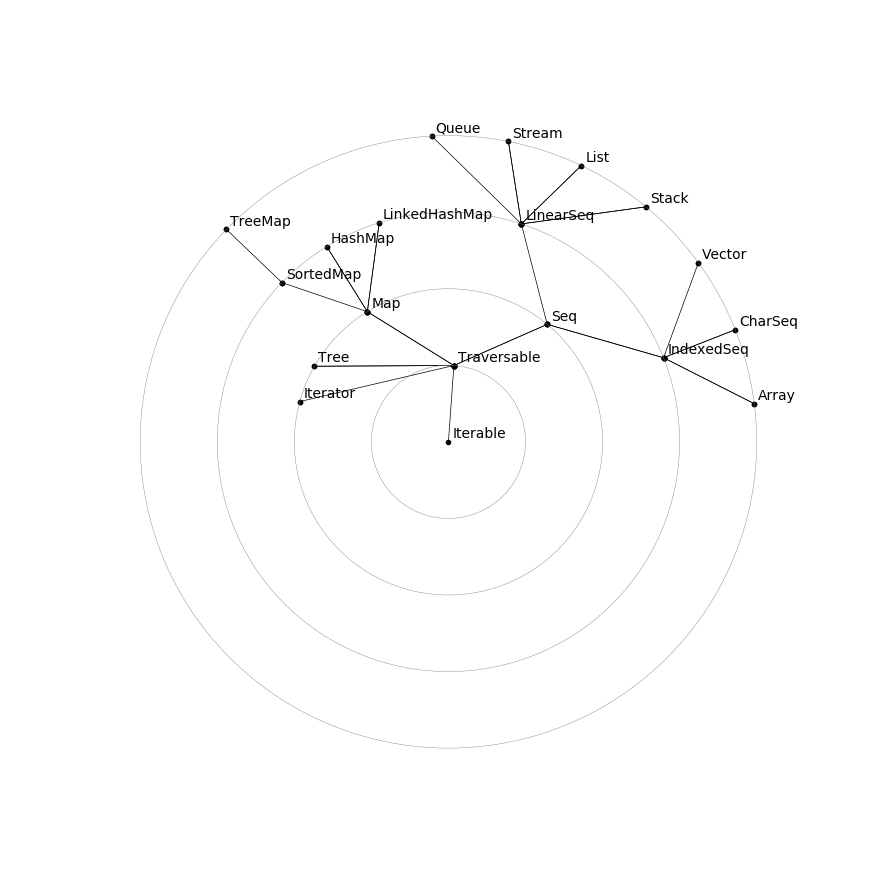 Queue
Stream
List
Stack
LinkedHashMap
LinearSeq
TreeMap
HashMap
Vector
SortedMap
Map
Seq
CharSeq
Tree
Traversable
IndexedSeq
Iterator
Array
Iterable